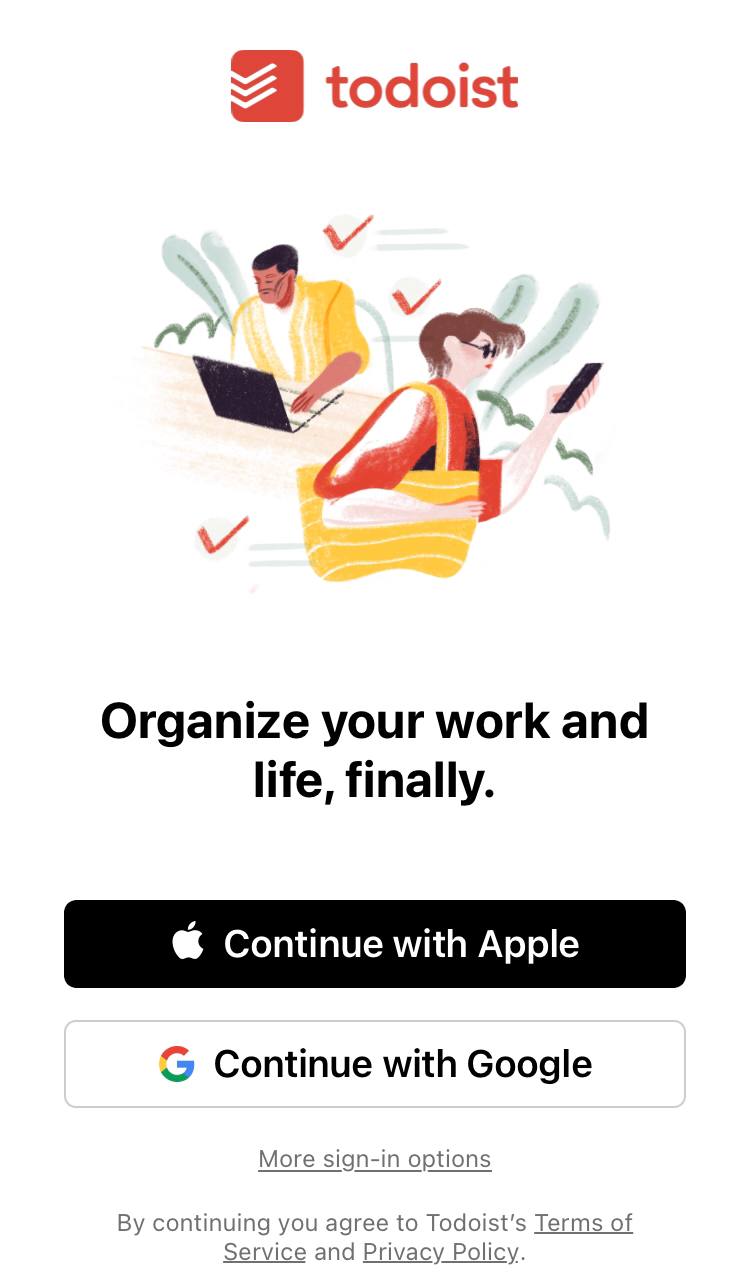 todoist
Organize your work and
life, finally.
Continue with Apple
Continue with Google
More sign-in options
By continuing you agree to Todoist’s Terms of
Service and Privacy Policy.